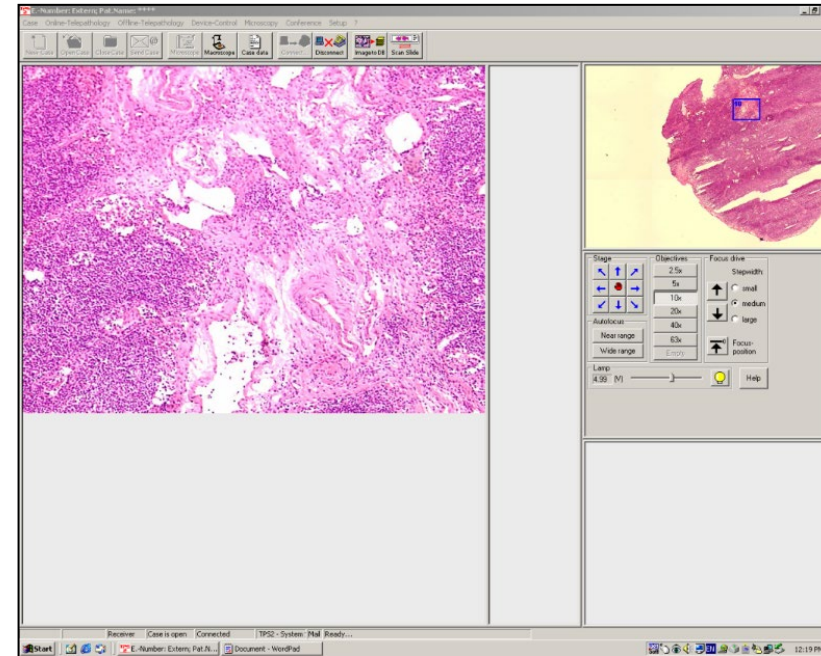 E.-Number: Extern; Pat.Name: ****
Case Online-Telepathology Offline-Telepathology Device-Control Microscopy Conference Setup ?
New Case Open Case Close Case Send Case Microscope Macroscope Case data Connect... Disconnect Image to DB Scan Slide
10
Stage Objectives Focus drive
2.5x
Stepwidth:
5x
small
10x
medium
20x
large
Autofocus
40x
Near range
63x
Focus-
position
Wide range
Empty
Lamp
4.99 [V]
Help
Receiver Case is open Connected TPS2 - System: Mail Ready...
Start E.-Number: Extern; Pat.N... Document - WordPad EN 12:19 PM